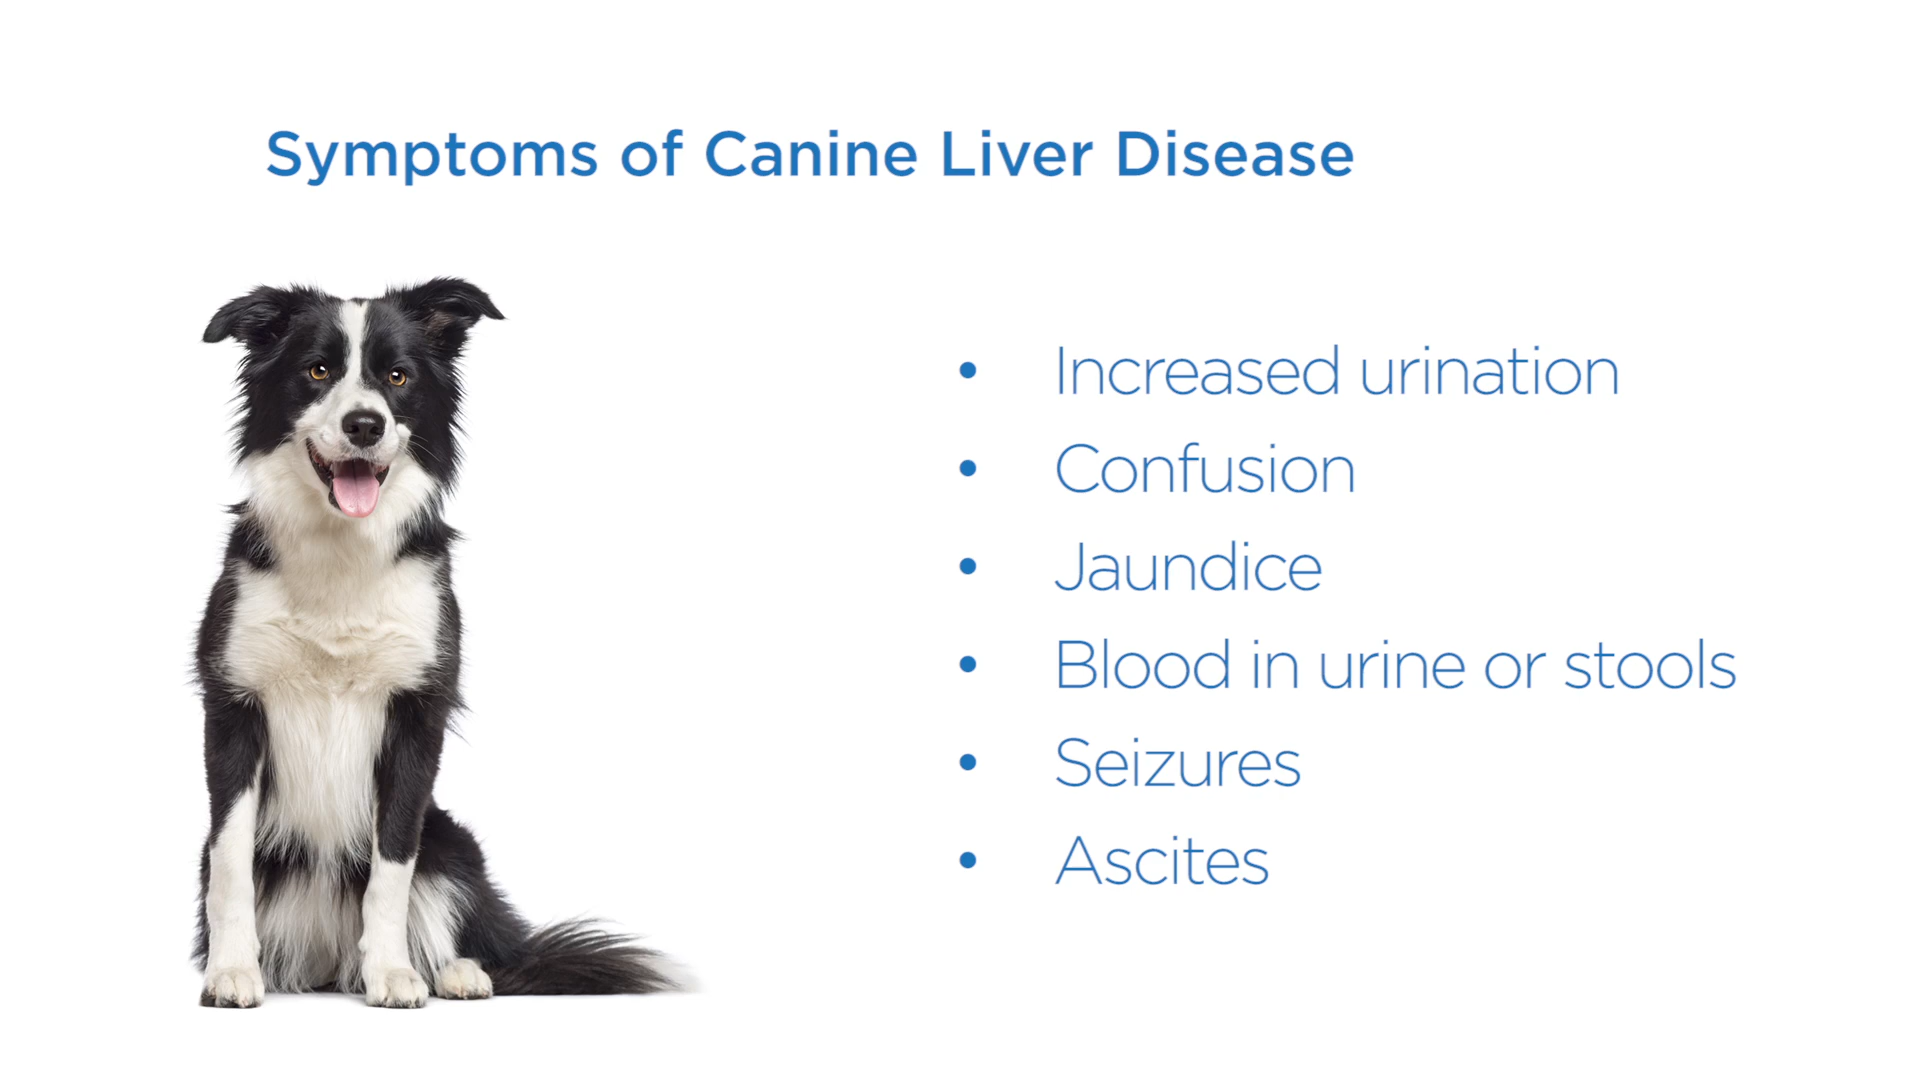 Symptoms of Canine Liver Disease
• Increased urination
• Confusion
• Jaundice
• Blood in urine or stools
• Seizures
• Ascites